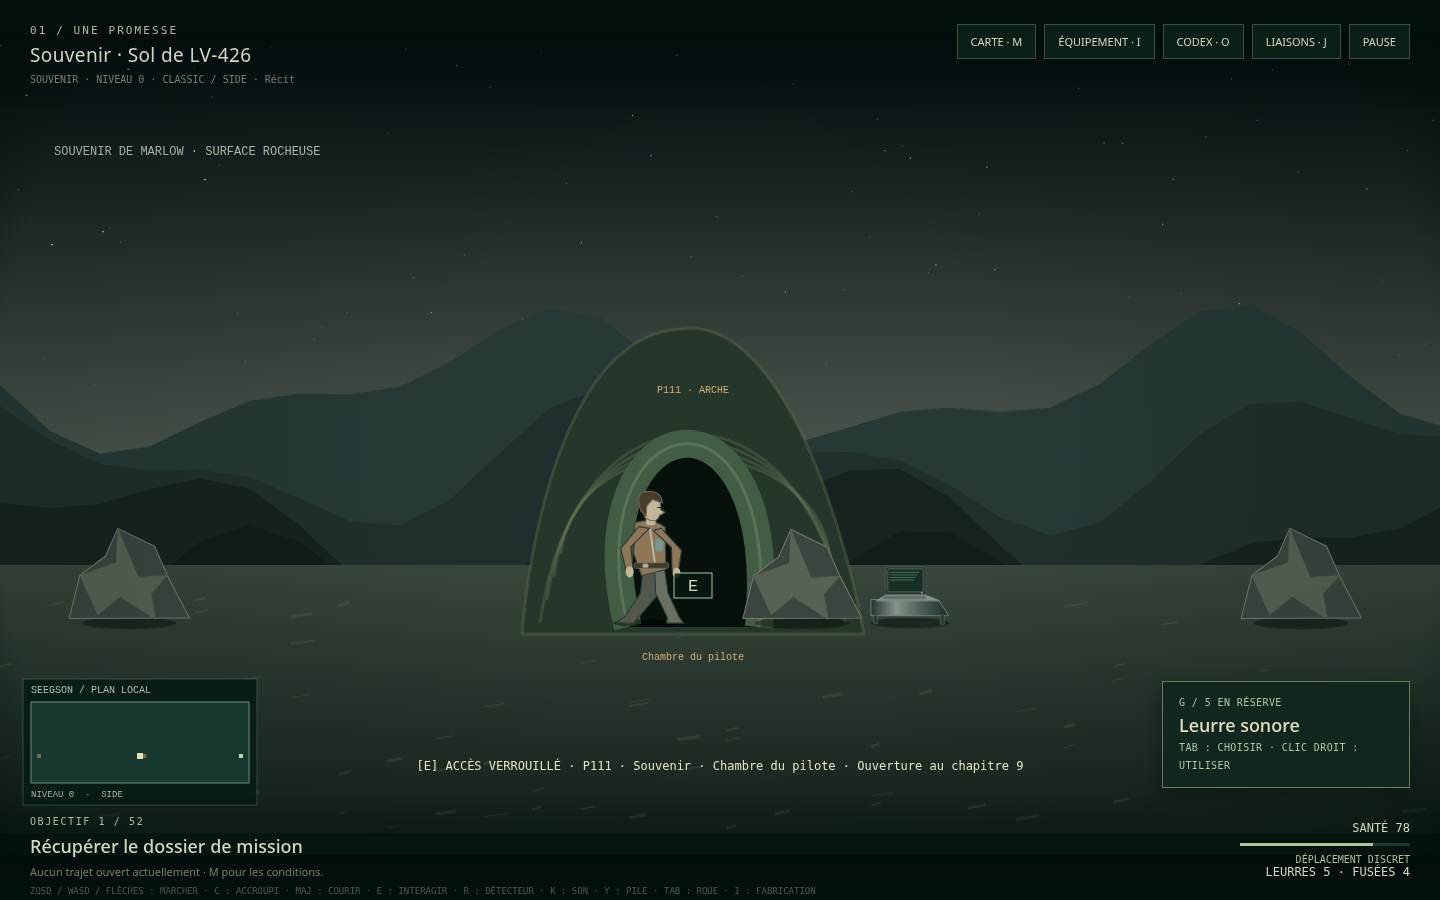 01 / UNE PROMESSE
Souvenir · Sol de LV-426
SOUVENIR · NIVEAU 0 · CLASSIC / SIDE · Récit
CARTE · M
ÉQUIPEMENT · I
CODEX · O
LIAISONS · J
PAUSE
SOUVENIR DE MARLOW · SURFACE ROCHEUSE
P111 · ARCHE
E
Chambre du pilote
SEEGSON / PLAN LOCAL
NIVEAU 0 · SIDE
[E] ACCÈS VERROUILLÉ · P111 · Souvenir · Chambre du pilote · Ouverture au chapitre 9
G / 5 EN RÉSERVE
Leurre sonore
TAB : CHOISIR · CLIC DROIT :
UTILISER
OBJECTIF 1 / 52
Récupérer le dossier de mission
Aucun trajet ouvert actuellement · M pour les conditions.
ZQSD / WASD / FLÈCHES : MARCHER · C : ACCROUPI · MAJ : COURIR · E : INTERAGIR · R : DÉTECTEUR · K : SON · Y : PILE · TAB : ROUE · I : FABRICATION
SANTÉ 78
DÉPLACEMENT DISCRET
LEURRES 5 · FUSÉES 4